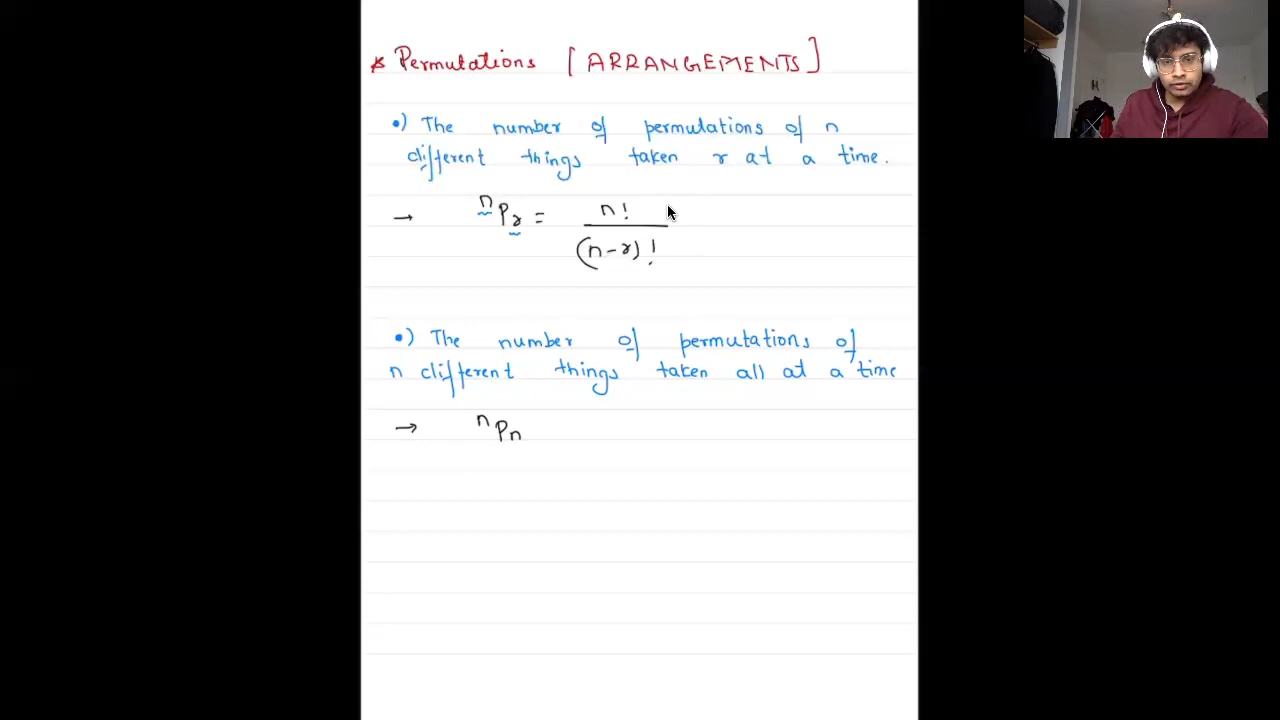 * Permutations [ARRANGEMENTS]
•) The number of permulations of n
different things taken r at a time.
→ ⁿPᵣ = n! / (n-r)!
•) The number of permutations of
n different things taken all at a time
→ ⁿPₙ